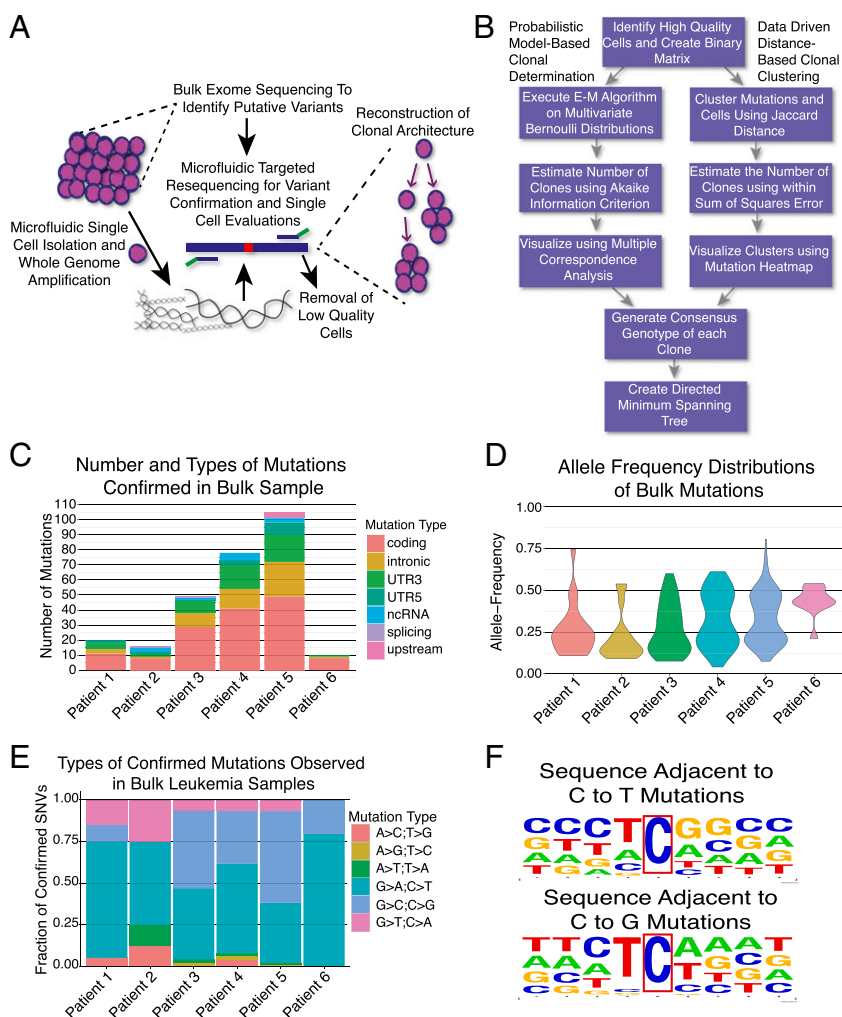 A
Bulk Exome Sequencing To
Identify Putative Variants
Reconstruction of
Clonal Architecture
Microfluidic Targeted
Resequencing for Variant
Confirmation and Single
Cell Evaluations
Microfluidic Single
Cell Isolation and
Whole Genome
Amplification
Removal of
Low Quality
Cells
B
Probabilistic
Model-Based
Clonal
Determination
Identify High Quality
Cells and Create Binary
Matrix
Data Driven
Distance-
Based Clonal
Clustering
Execute E-M Algorithm
on Multivariate
Bernoulli Distributions
Cluster Mutations and
Cells Using Jaccard
Distance
Estimate Number of
Clones using Akaike
Information Criterion
Estimate the Number of
Clones using within
Sum of Squares Error
Visualize using Multiple
Correspondence
Analysis
Visualize Clusters using
Mutation Heatmap
Generate Consensus
Genotype of each
Clone
Create Directed
Minimum Spanning
Tree
C
Number and Types of Mutations
Confirmed in Bulk Sample
Number of Mutations
110
100
90
80
70
60
50
40
30
20
10
0
Patient 1
Patient 2
Patient 3
Patient 4
Patient 5
Patient 6
Mutation Type
coding
intronic
UTR3
UTR5
ncRNA
splicing
upstream
D
Allele Frequency Distributions
of Bulk Mutations
Allele-Frequency
1.00
0.75
0.50
0.25
0.00
Patient 1
Patient 2
Patient 3
Patient 4
Patient 5
Patient 6
E
Types of Confirmed Mutations Observed
in Bulk Leukemia Samples
Fraction of Confirmed SNVs
1.00
0.75
0.50
0.25
0.00
Patient 1
Patient 2
Patient 3
Patient 4
Patient 5
Patient 6
Mutation Type
A>C;T>G
A>G;T>C
A>T;T>A
G>A;C>T
G>C;C>G
G>T;C>A
F
Sequence Adjacent to
C to T Mutations
C C C T C G G C C
Sequence Adjacent to
C to G Mutations
T T C T C A A A T